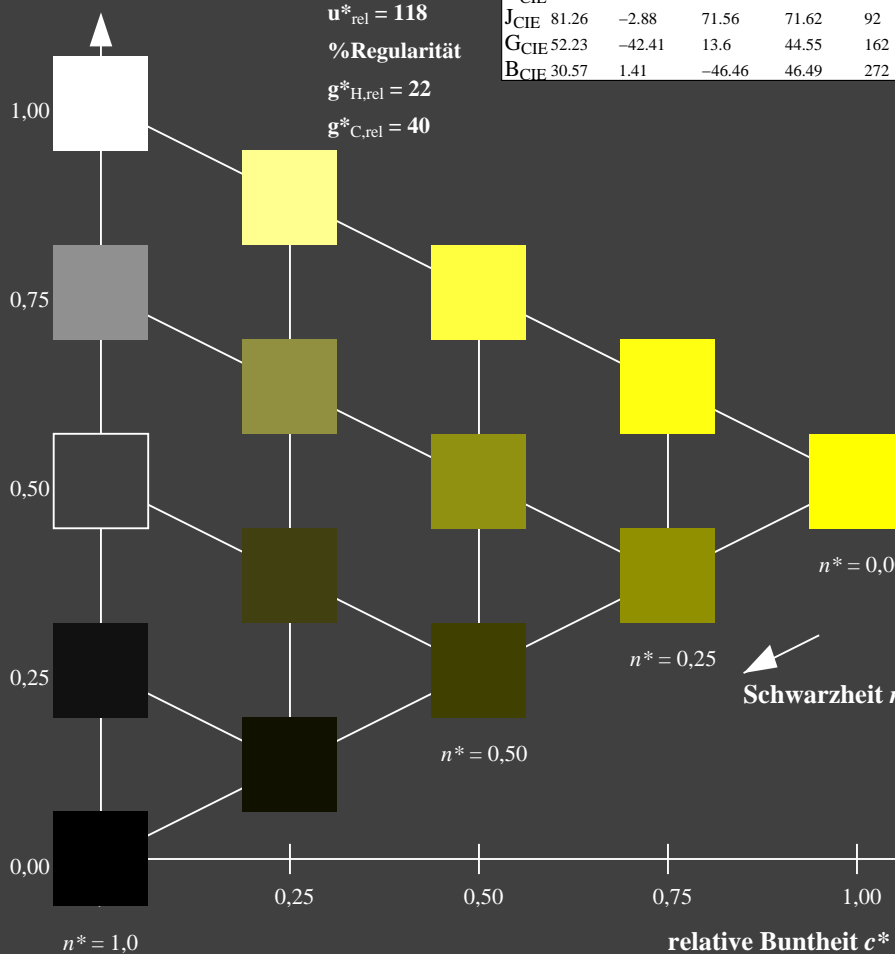 u*rel = 118
%Regularität
g*H,rel = 22
g*C,rel = 40
CIE
JCIE 81.26 −2.88 71.56 71.62 92
GCIE 52.23 −42.41 13.6 44.55 162
BCIE 30.57 1.41 −46.46 46.49 272
1,00
0,75
0,50
n* = 0,0
n* = 0,25
0,25
Schwarzheit n
n* = 0,50
0,00
0,25 0,50 0,75 1,00
n* = 1,0
relative Buntheit c*